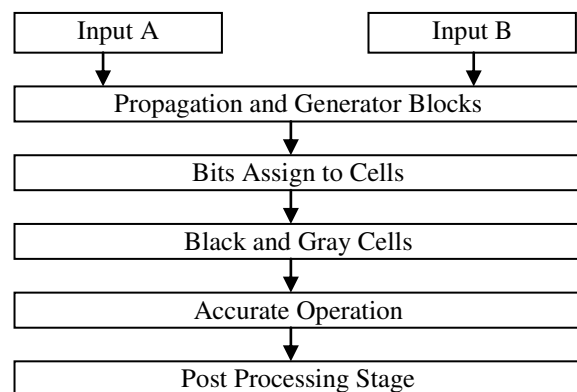 Input A
Input B
Propagation and Generator Blocks
Bits Assign to Cells
Black and Gray Cells
Accurate Operation
Post Processing Stage